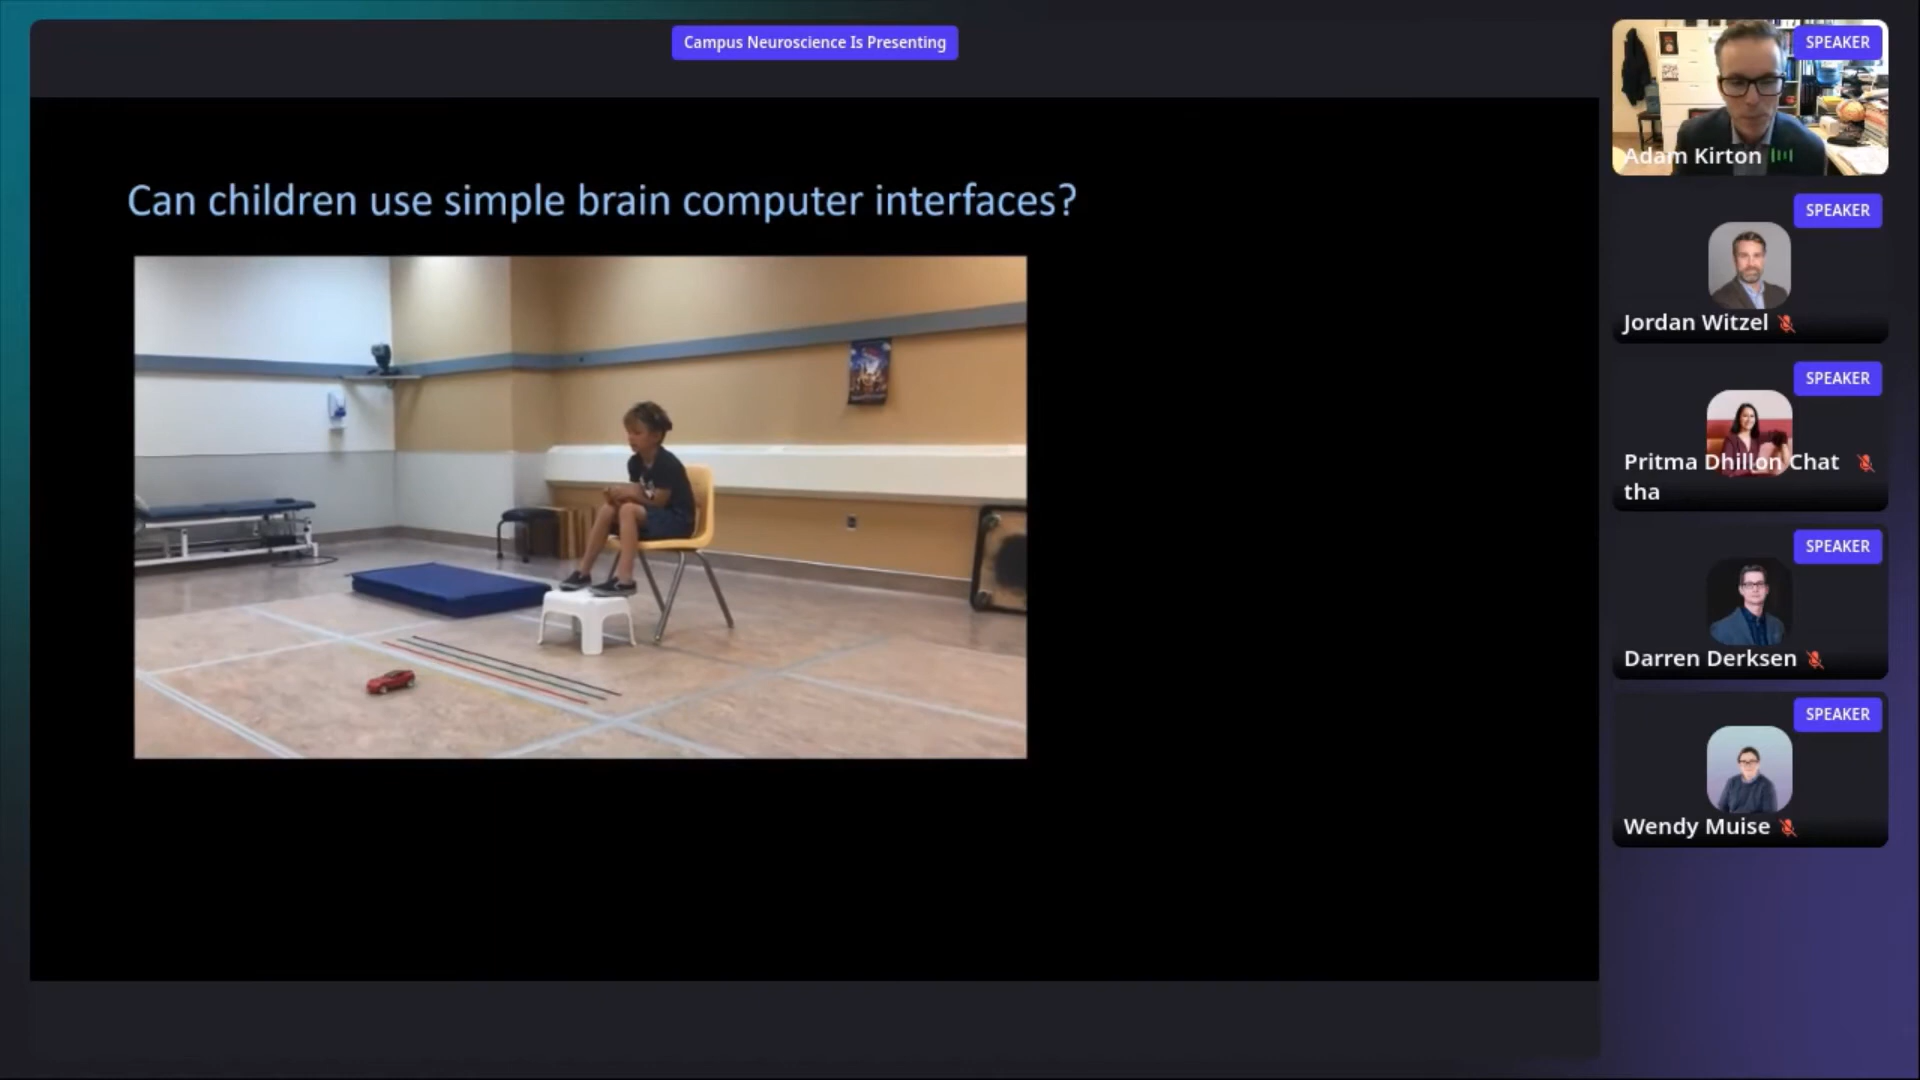 Campus Neuroscience Is Presenting
Can children use simple brain computer interfaces?
SPEAKER
Adam Kirton
SPEAKER
Jordan Witzel
SPEAKER
Pritma Dhillon Chat
tha
SPEAKER
Darren Derksen
SPEAKER
Wendy Muise